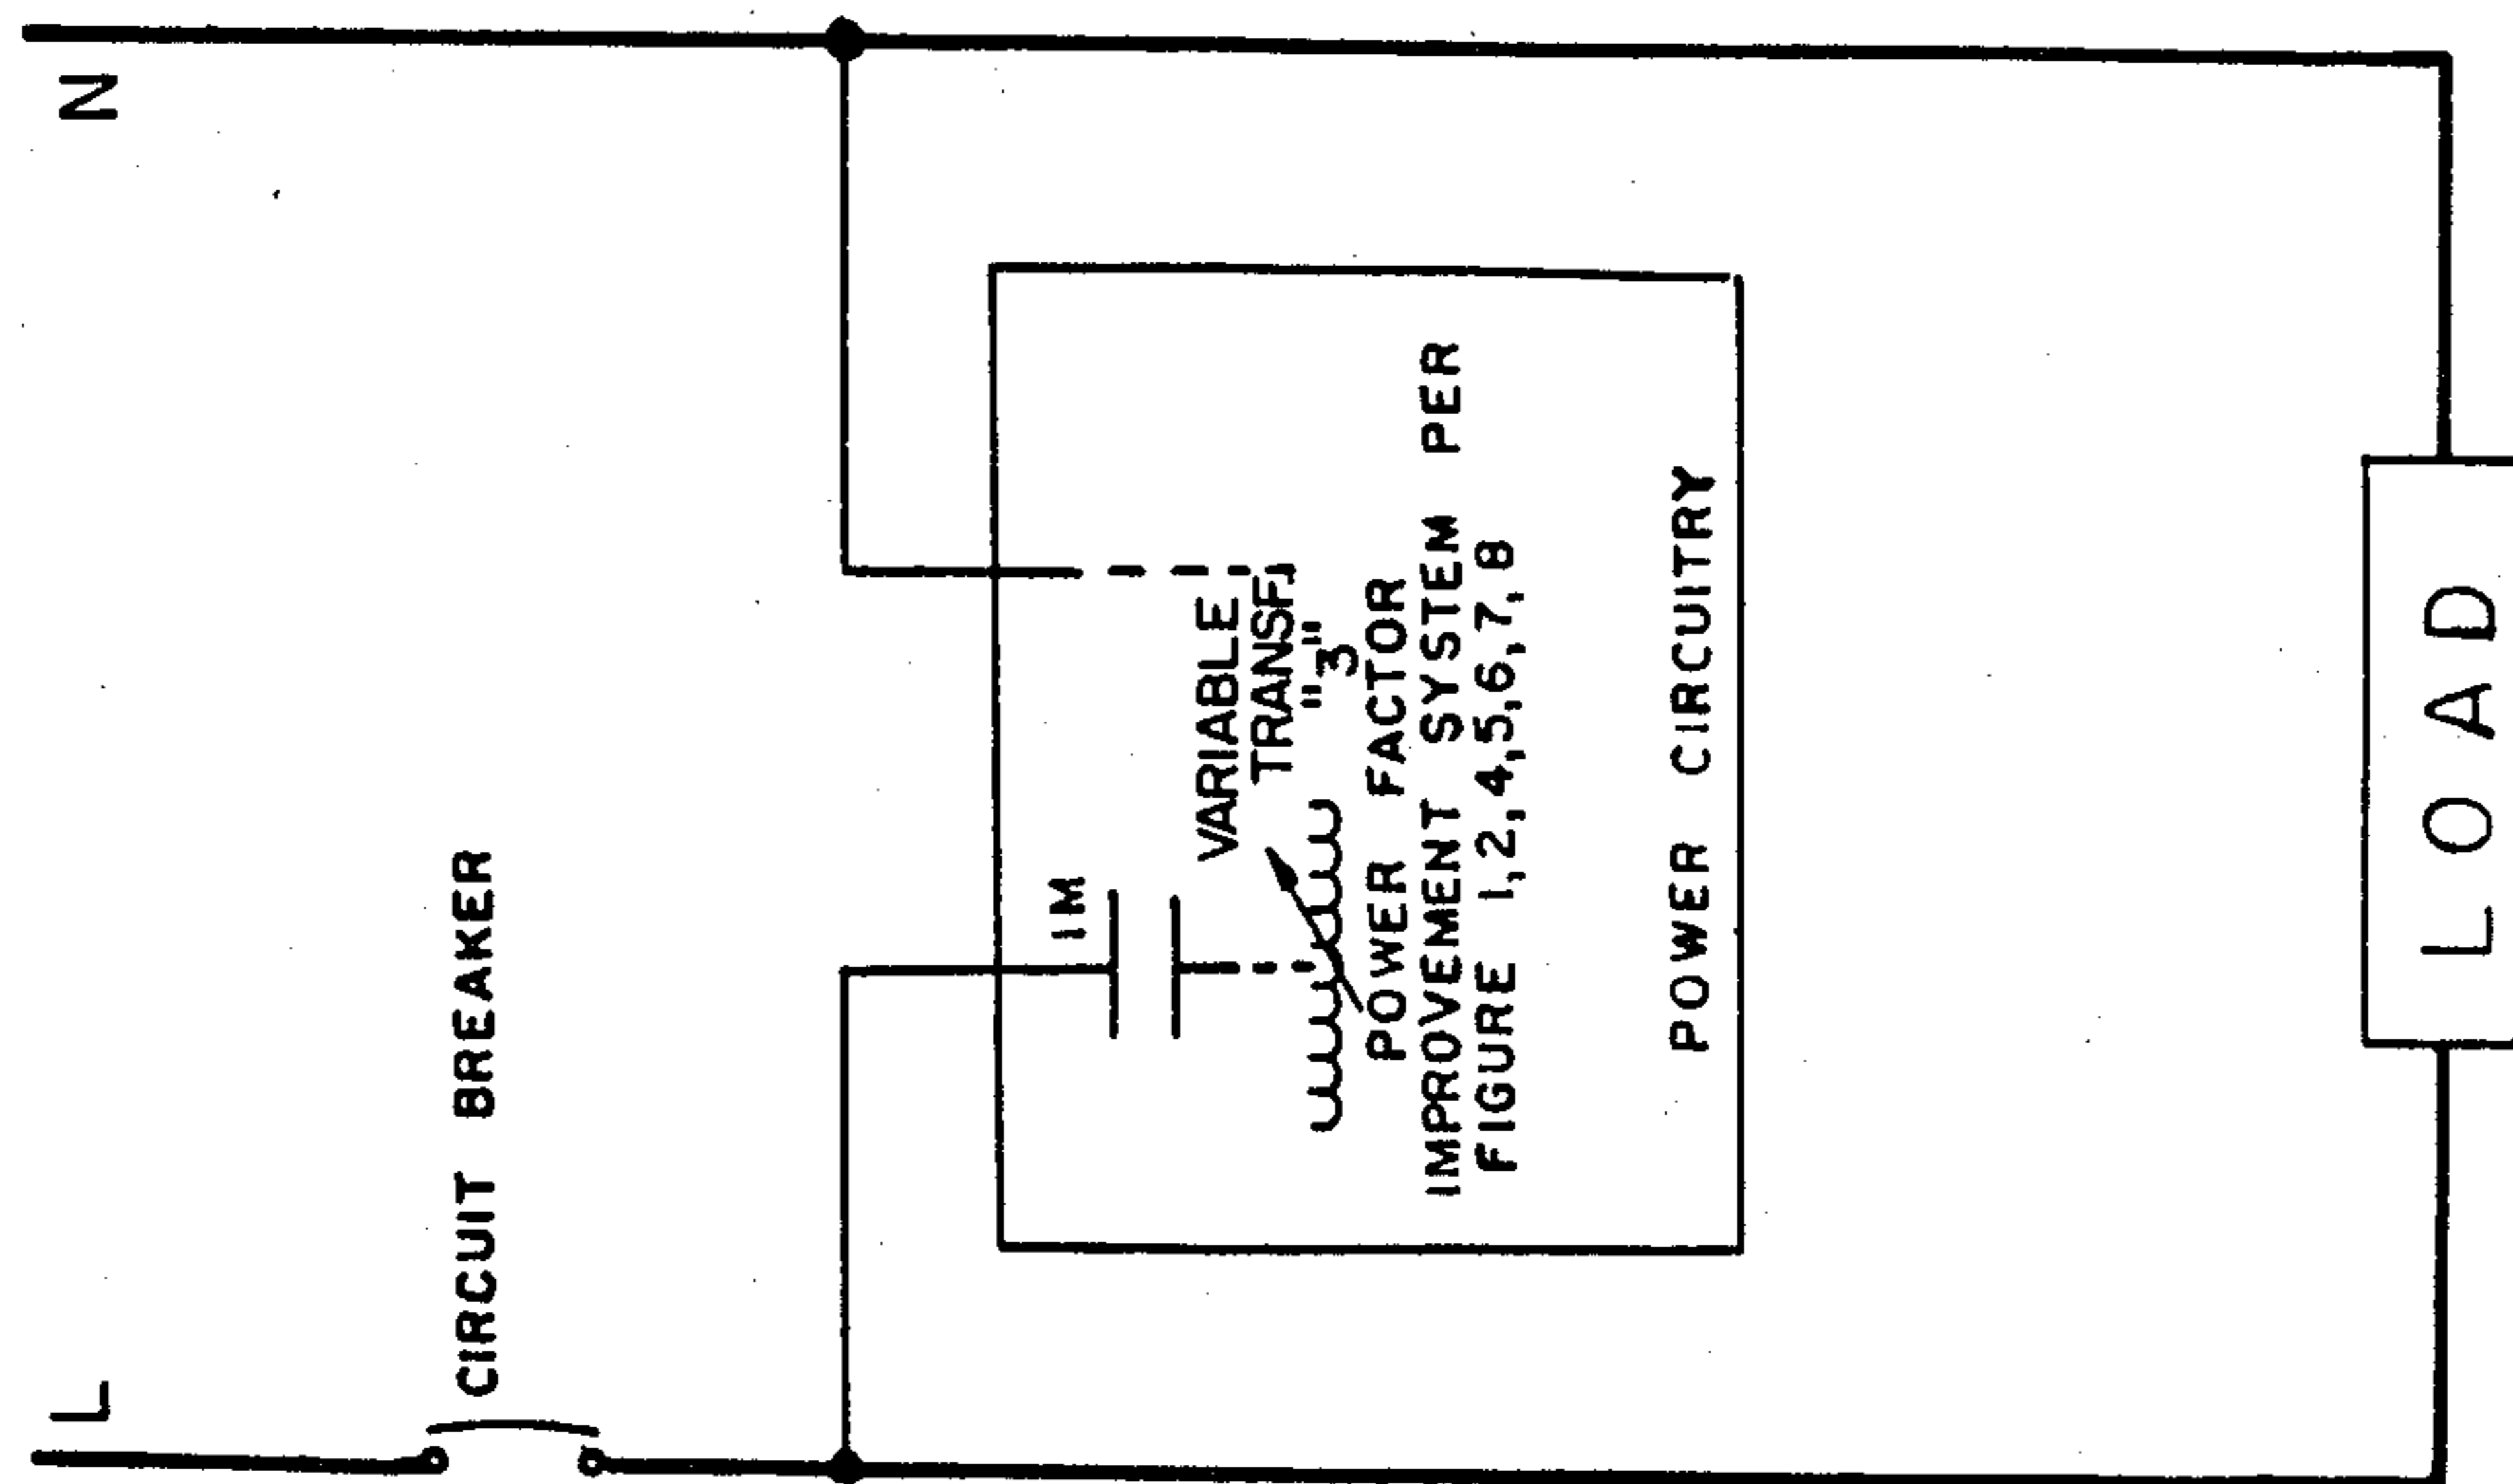 L
N
CIRCUIT BREAKER
1M
VARIABLE
TRANSF.
"3"
POWER FACTOR
IMPROVEMENT SYSTEM PER
FIGURE 1,2,4,5,6,7,8
POWER CIRCUITRY
LOAD